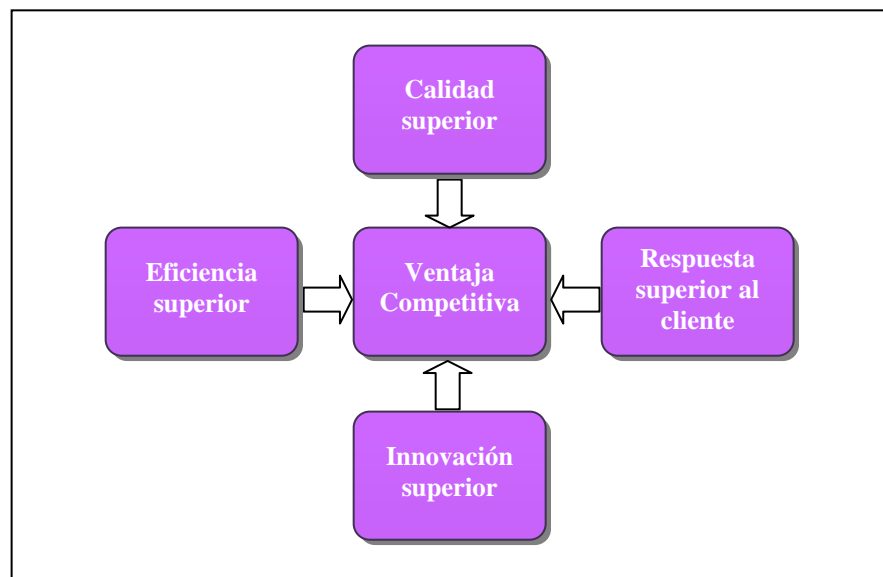 Calidad
superior
Eficiencia
superior
Ventaja
Competitiva
Respuesta
superior al
cliente
Innovación
superior